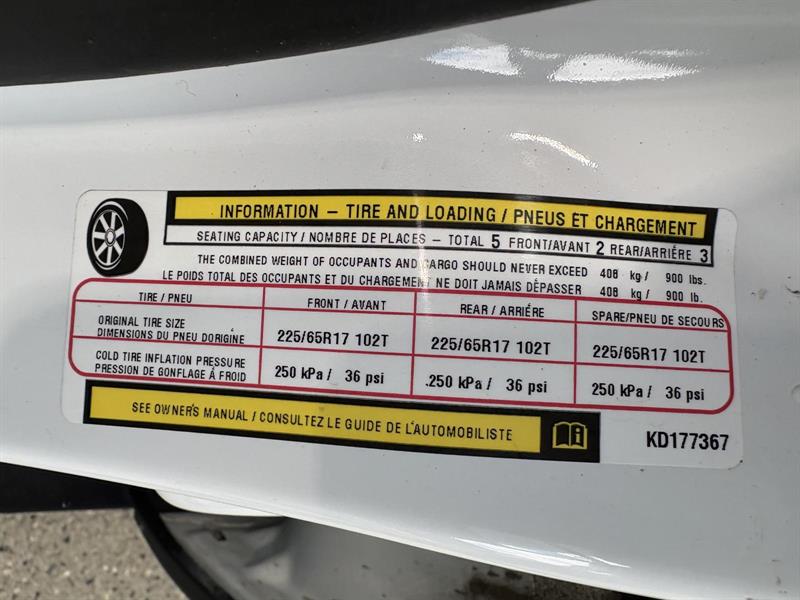 INFORMATION – TIRE AND LOADING / PNEUS ET CHARGEMENT
SEATING CAPACITY / NOMBRE DE PLACES – TOTAL 5 FRONT/AVANT 2 REAR/ARRIÉRE 3
THE COMBINED WEIGHT OF OCCUPANTS AND CARGO SHOULD NEVER EXCEED 408 kg / 900 lbs.
LE POIDS TOTAL DES OCCUPANTS ET DU CHARGEMENT NE DOIT JAMAIS DÉPASSER 408 kg / 900 lb.
TIRE / PNEU FRONT / AVANT REAR / ARRIÉRE SPARE/PNEU DE SECOURS
ORIGINAL TIRE SIZE
DIMENSIONS DU PNEU DORIGINE 225/65R17 102T 225/65R17 102T 225/65R17 102T
COLD TIRE INFLATION PRESSURE
PRESSION DE GONFLAGE Á FROID 250 kPa / 36 psi 250 kPa / 36 psi 250 kPa / 36 psi
SEE OWNER'S MANUAL / CONSULTEZ LE GUIDE DE L'AUTOMOBILISTE
KD177367